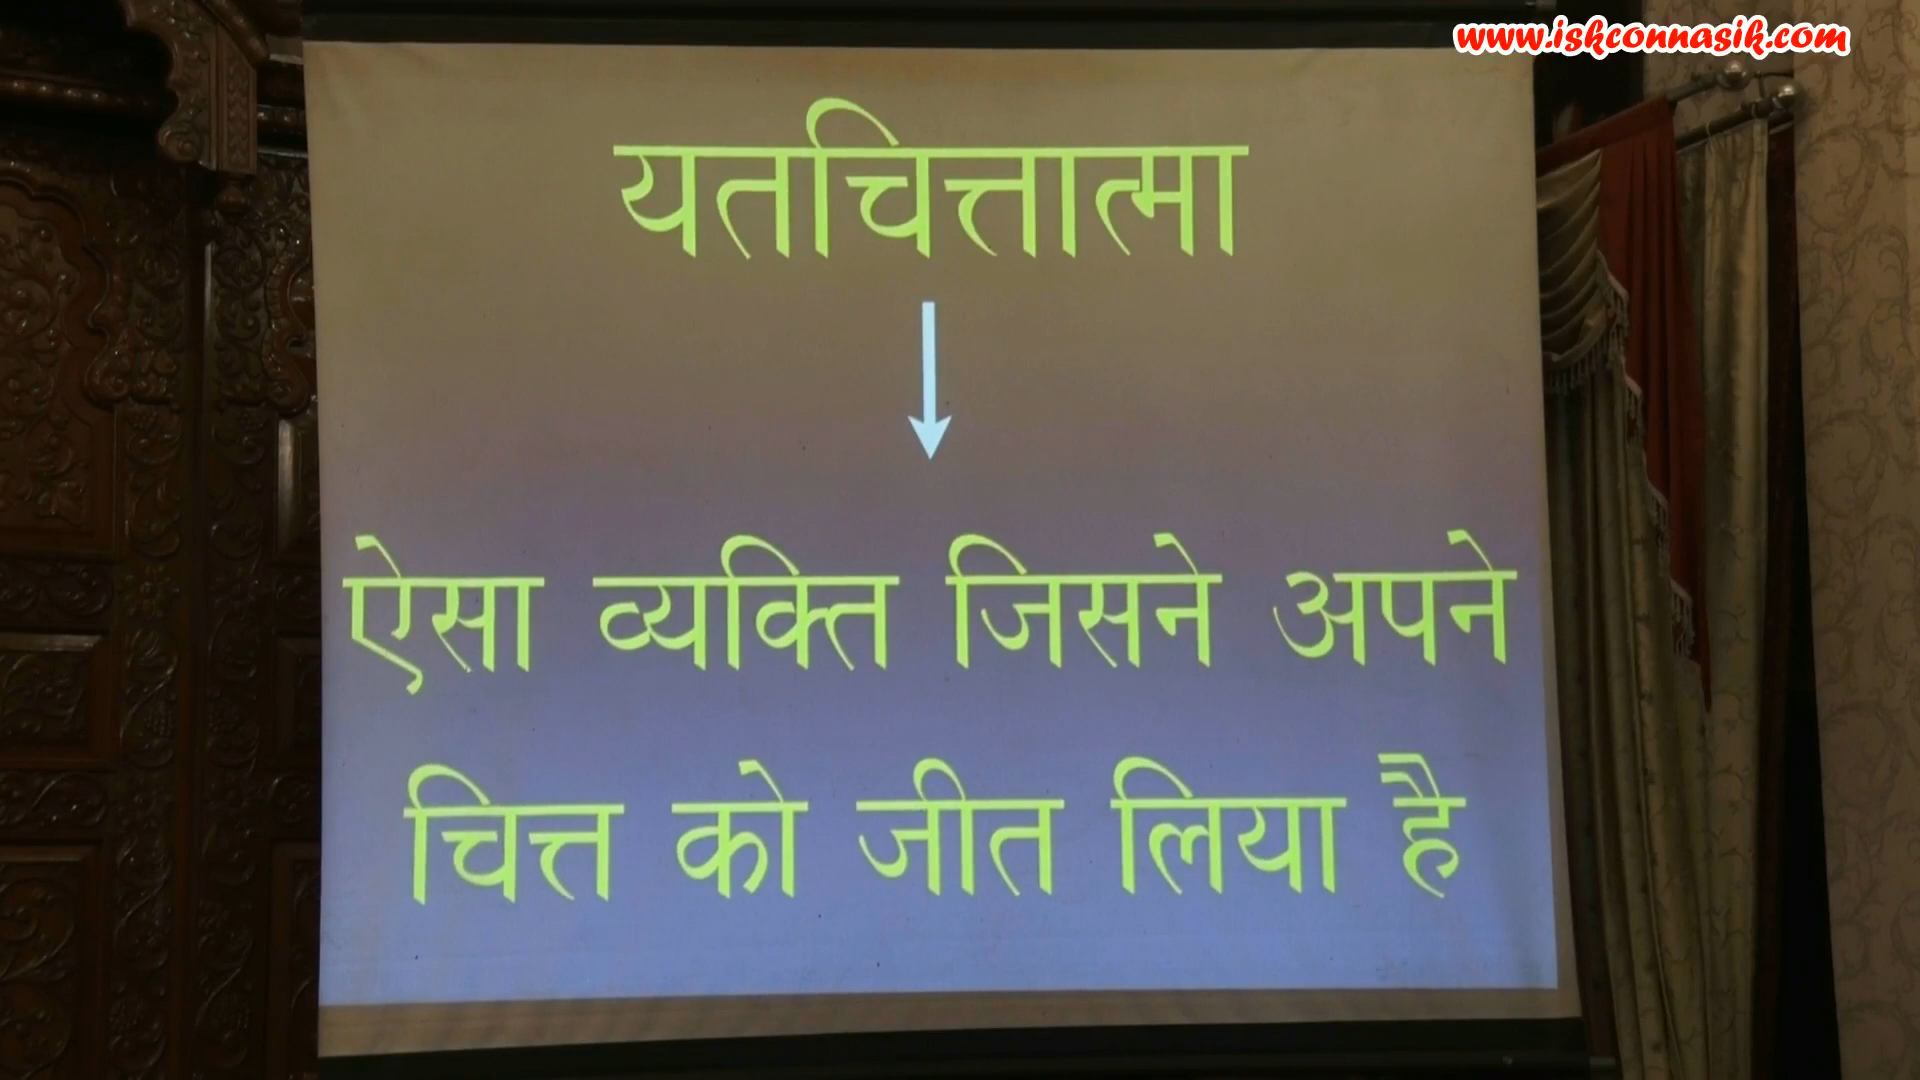 www.iskconnasik.com
यतचित्तात्मा
ऐसा व्यक्ति जिसने अपने
चित्त को जीत लिया है